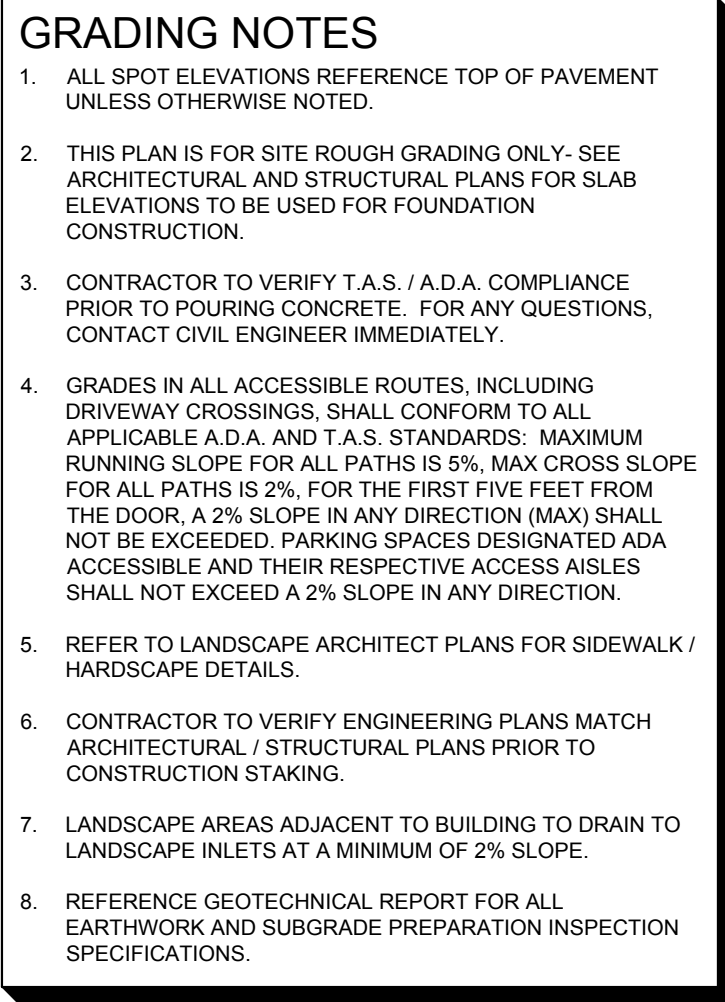 GRADING NOTES
1. ALL SPOT ELEVATIONS REFERENCE TOP OF PAVEMENT
UNLESS OTHERWISE NOTED.
2. THIS PLAN IS FOR SITE ROUGH GRADING ONLY- SEE
ARCHITECTURAL AND STRUCTURAL PLANS FOR SLAB
ELEVATIONS TO BE USED FOR FOUNDATION
CONSTRUCTION.
3. CONTRACTOR TO VERIFY T.A.S. / A.D.A. COMPLIANCE
PRIOR TO POURING CONCRETE. FOR ANY QUESTIONS,
CONTACT CIVIL ENGINEER IMMEDIATELY.
4. GRADES IN ALL ACCESSIBLE ROUTES, INCLUDING
DRIVEWAY CROSSINGS, SHALL CONFORM TO ALL
APPLICABLE A.D.A. AND T.A.S. STANDARDS: MAXIMUM
RUNNING SLOPE FOR ALL PATHS IS 5%, MAX CROSS SLOPE
FOR ALL PATHS IS 2%, FOR THE FIRST FIVE FEET FROM
THE DOOR, A 2% SLOPE IN ANY DIRECTION (MAX) SHALL
NOT BE EXCEEDED. PARKING SPACES DESIGNATED ADA
ACCESSIBLE AND THEIR RESPECTIVE ACCESS AISLES
SHALL NOT EXCEED A 2% SLOPE IN ANY DIRECTION.
5. REFER TO LANDSCAPE ARCHITECT PLANS FOR SIDEWALK /
HARDSCAPE DETAILS.
6. CONTRACTOR TO VERIFY ENGINEERING PLANS MATCH
ARCHITECTURAL / STRUCTURAL PLANS PRIOR TO
CONSTRUCTION STAKING.
7. LANDSCAPE AREAS ADJACENT TO BUILDING TO DRAIN TO
LANDSCAPE INLETS AT A MINIMUM OF 2% SLOPE.
8. REFERENCE GEOTECHNICAL REPORT FOR ALL
EARTHWORK AND SUBGRADE PREPARATION INSPECTION
SPECIFICATIONS.